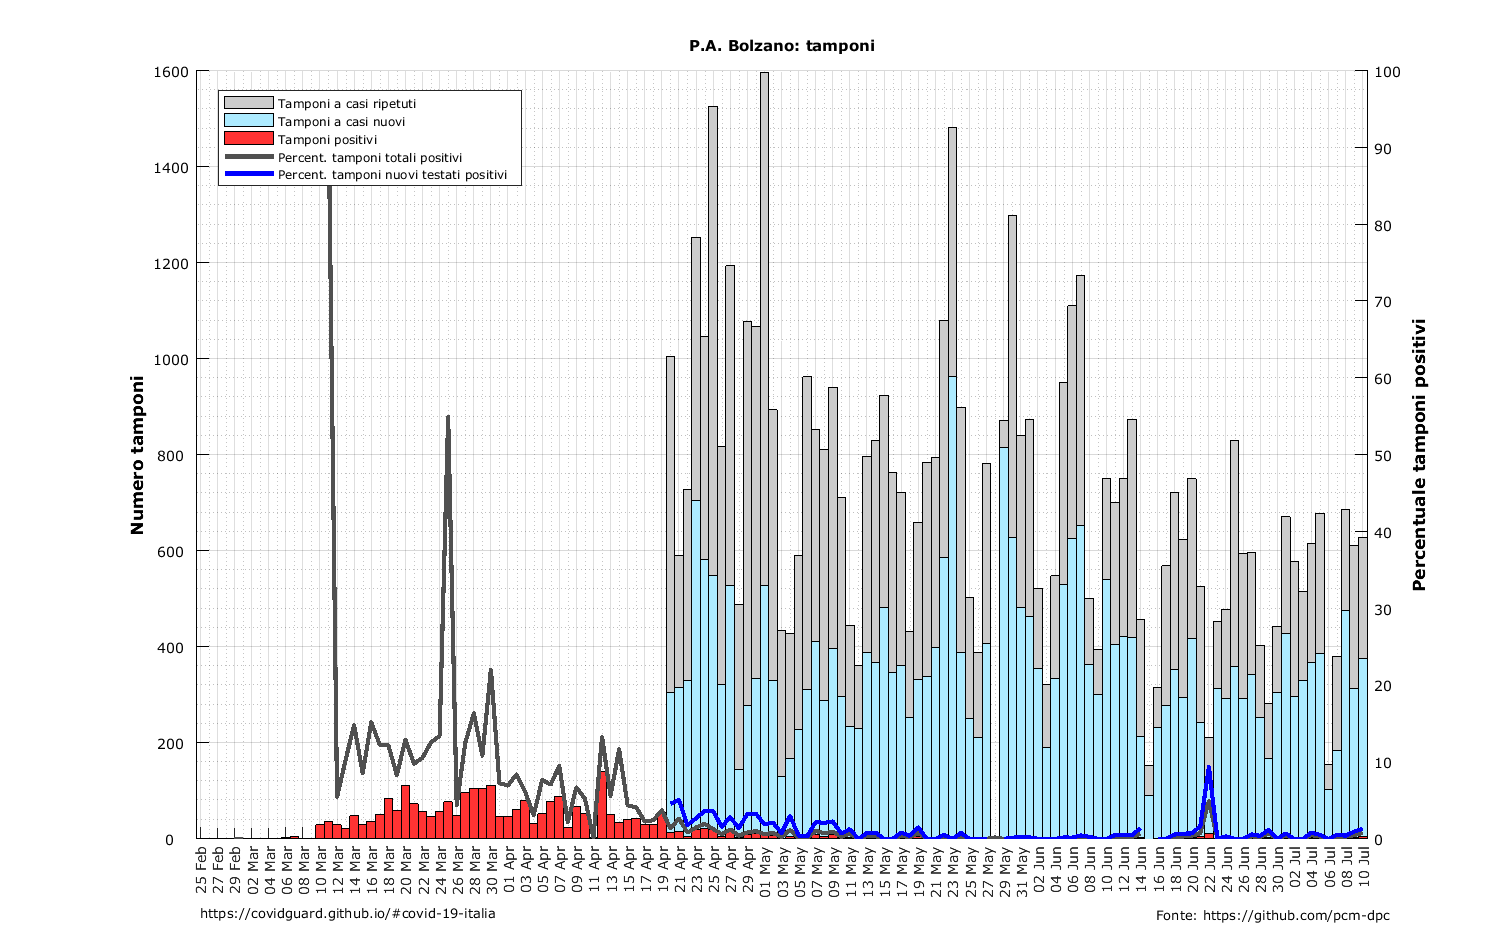 P.A. Bolzano: tamponi
Tamponi a casi ripetuti
Tamponi a casi nuovi
Tamponi positivi
Percent. tamponi totali positivi
Percent. tamponi nuovi testati positivi
Numero tamponi
1600
1400
1200
1000
800
600
400
200
0
Percentuale tamponi positivi
100
90
80
70
60
50
40
30
20
10
0
25 Feb
27 Feb
29 Feb
02 Mar
04 Mar
06 Mar
08 Mar
10 Mar
12 Mar
14 Mar
16 Mar
18 Mar
20 Mar
22 Mar
24 Mar
26 Mar
28 Mar
30 Mar
01 Apr
03 Apr
05 Apr
07 Apr
09 Apr
11 Apr
13 Apr
15 Apr
17 Apr
19 Apr
21 Apr
23 Apr
25 Apr
27 Apr
29 Apr
01 May
03 May
05 May
07 May
09 May
11 May
13 May
15 May
17 May
19 May
21 May
23 May
25 May
27 May
29 May
31 May
02 Jun
04 Jun
06 Jun
08 Jun
10 Jun
12 Jun
14 Jun
16 Jun
18 Jun
20 Jun
22 Jun
24 Jun
26 Jun
28 Jun
30 Jun
02 Jul
04 Jul
06 Jul
08 Jul
10 Jul
https://covidguard.github.io/#covid-19-italia
Fonte: https://github.com/pcm-dpc